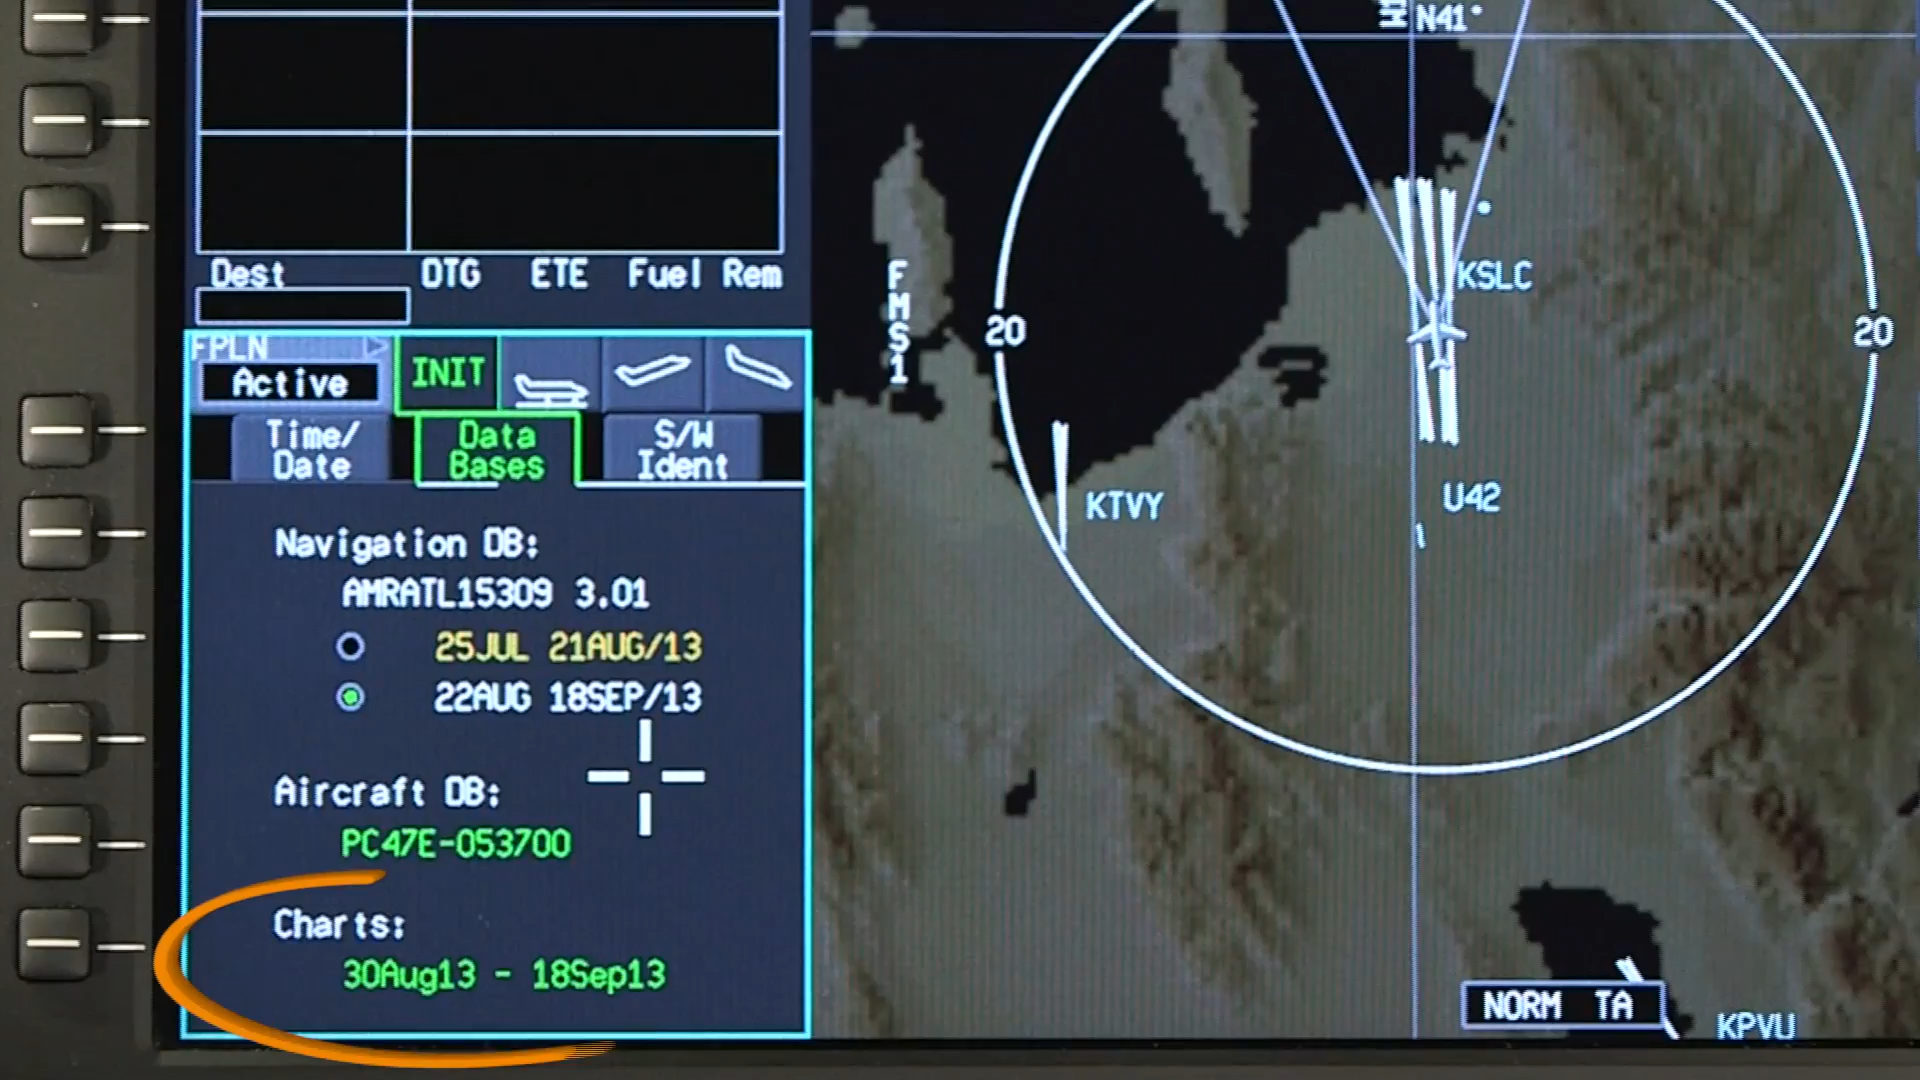 Dest DTG ETE Fuel Rem
FPLN
Active
INIT
Time/
Date
Data
Bases
S/W
Ident
Navigation DB:
AMRATL15309 3.01
25JUL 21AUG/13
22AUG 18SEP/13
Aircraft DB:
PC47E-053700
Charts:
30Aug13 - 18Sep13
N41°
FMS1
KSLC
20
20
KTVY
U42
NORM TA
KPVU